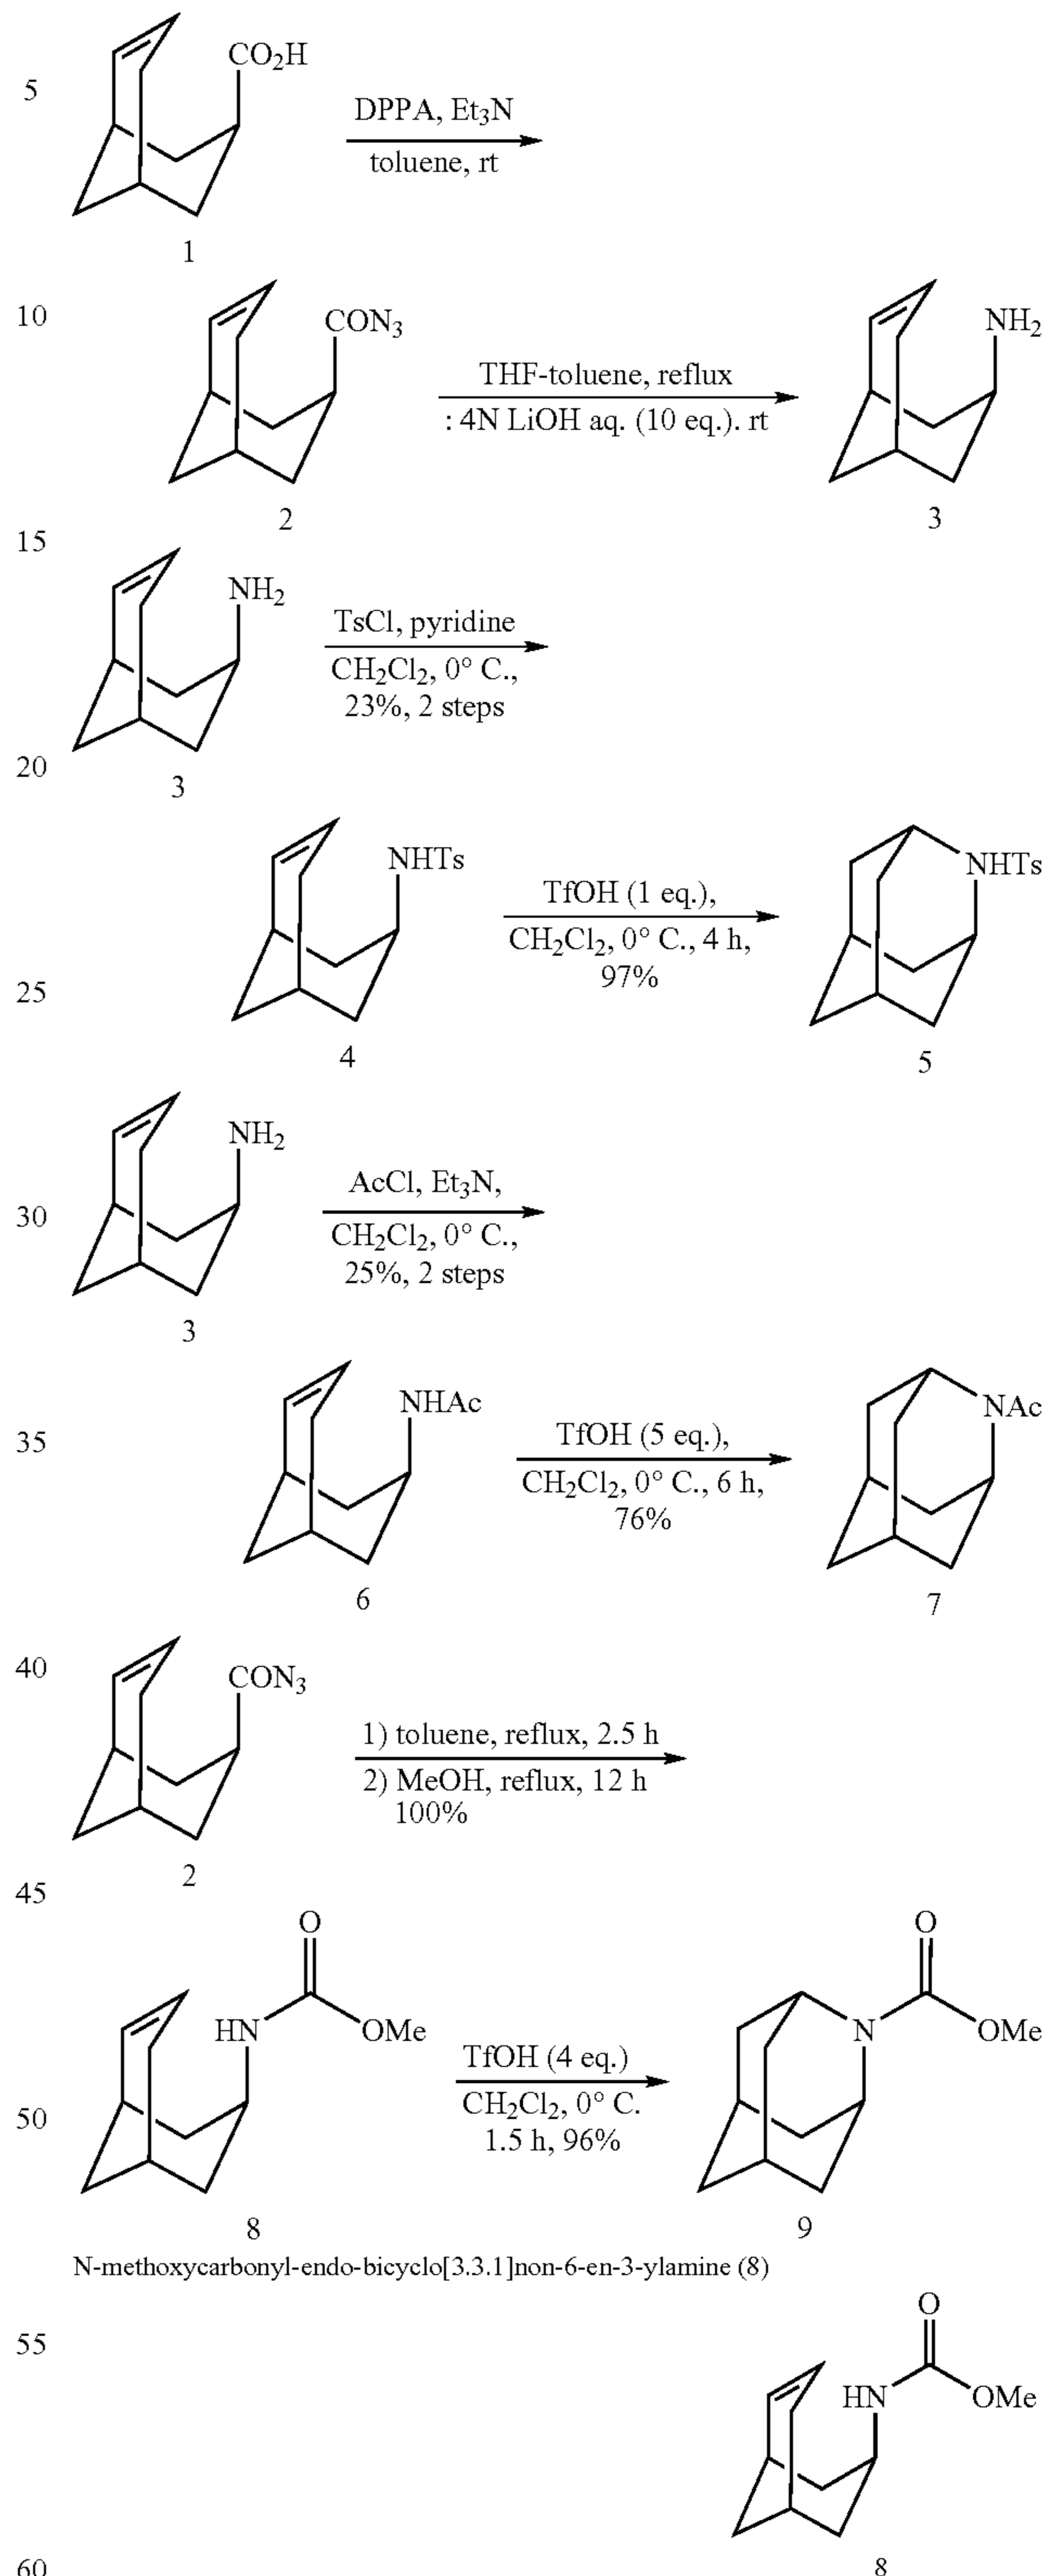 CO2H
5
DPPA, Et3N
toluene, rt
1
10
CON3
NH2
THF-toluene, reflux
: 4N LiOH aq. (10 eq.). rt
2
3
15
NH2
TsCl, pyridine
CH2Cl2, 0° C.,
23%, 2 steps
3
20
NHTs
NHTs
TfOH (1 eq.),
CH2Cl2, 0° C., 4 h,
97%
25
4
5
NH2
AcCl, Et3N,
30
CH2Cl2, 0° C.,
25%, 2 steps
3
NHAc
NAc
35
TfOH (5 eq.),
CH2Cl2, 0° C., 6 h,
76%
6
7
40
CON3
1) toluene, reflux, 2.5 h
2) MeOH, reflux, 12 h
100%
2
45
O
O
HN
OMe
N
OMe
TfOH (4 eq.)
CH2Cl2, 0° C.
50
1.5 h, 96%
8
9
N-methoxycarbonyl-endo-bicyclo[3.3.1]non-6-en-3-ylamine (8)
O
55
HN
OMe
8
60